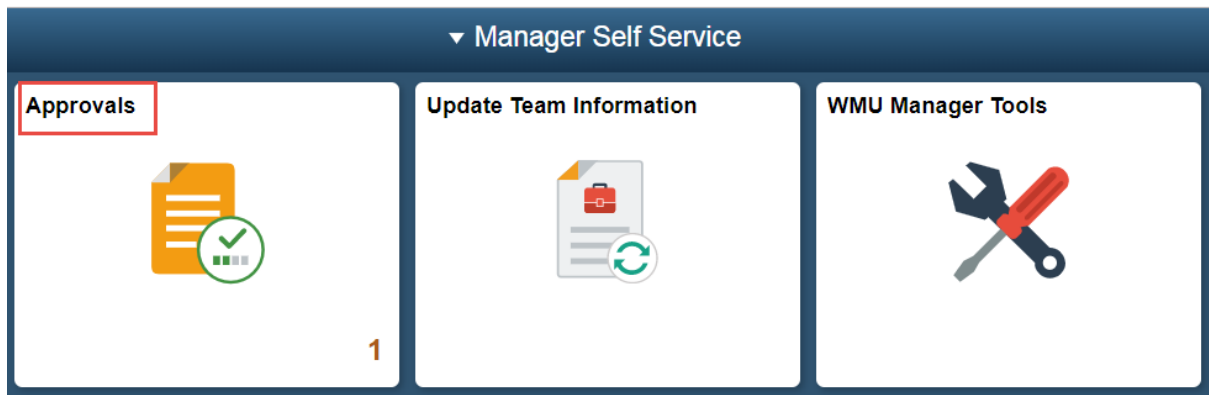 Manager Self Service
Approvals
Update Team Information
WMU Manager Tools
1